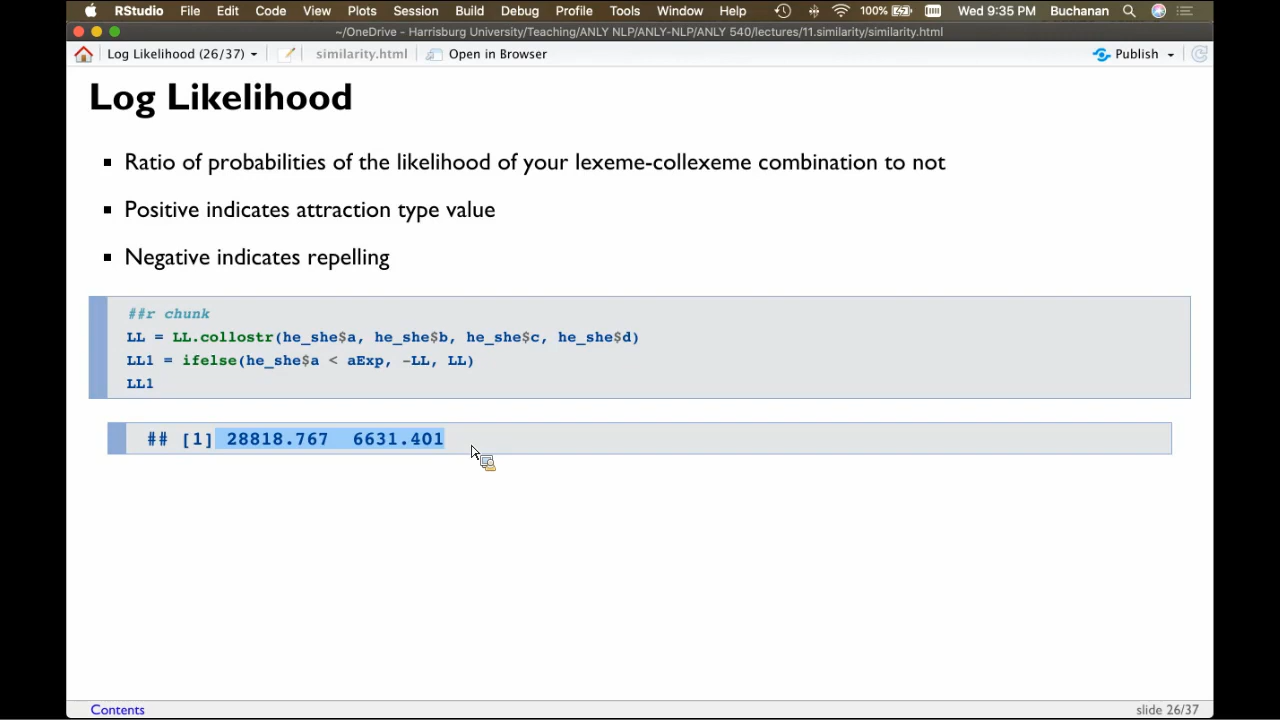 RStudio File Edit Code View Plots Session Build Debug Profile Tools Window Help 100% Wed 9:35 PM Buchanan
~/OneDrive - Harrisburg University/Teaching/ANLY NLP/ANLY-NLP/ANLY 540/lectures/11.similarity/similarity.html
Log Likelihood (26/37) similarity.html Open in Browser Publish
Log Likelihood
▪ Ratio of probabilities of the likelihood of your lexeme-collexeme combination to not
▪ Positive indicates attraction type value
▪ Negative indicates repelling
##r chunk
LL = LL.collostr(he_she$a, he_she$b, he_she$c, he_she$d)
LL1 = ifelse(he_she$a < aExp, -LL, LL)
LL1
## [1] 28818.767 6631.401
Contents slide 26/37